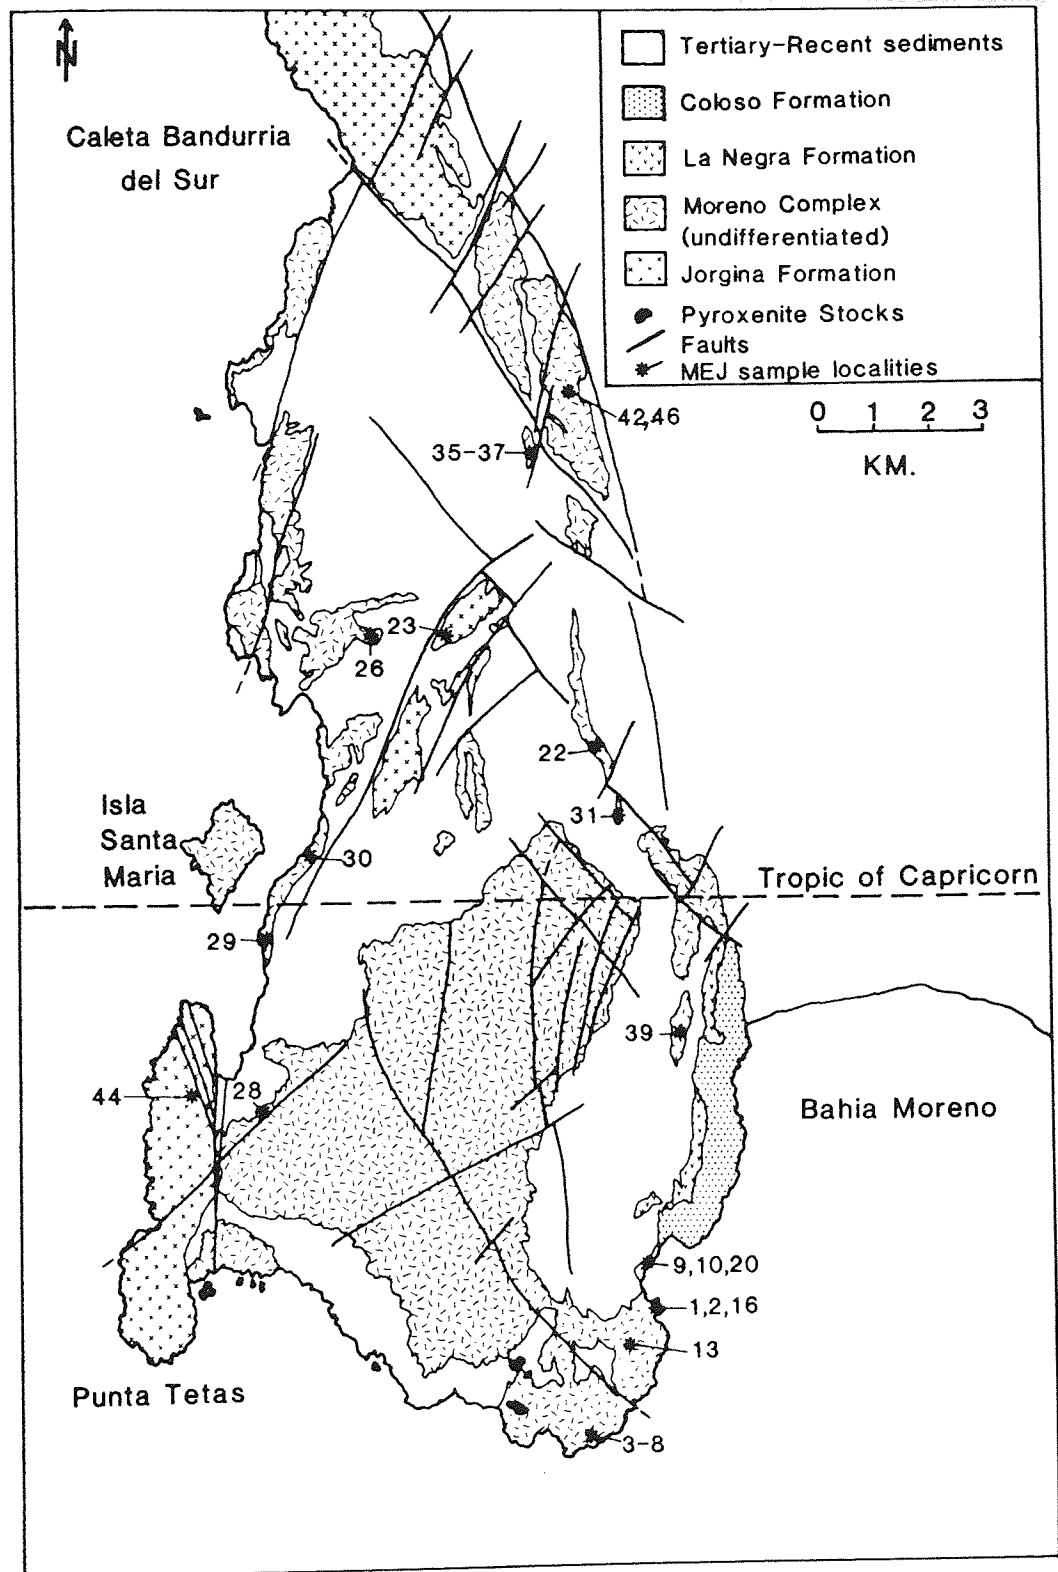 N
Tertiary-Recent sediments
Coloso Formation
La Negra Formation
Moreno Complex
(undifferentiated)
Jorgina Formation
Pyroxenite Stocks
Faults
MEJ sample localities
Caleta Bandurria
del Sur
0 1 2 3
KM.
42,46
35-37
23
26
22
31
Isla
Santa
Maria
30
Tropic of Capricorn
29
39
44
28
Bahia Moreno
9,10,20
1,2,16
13
Punta Tetas
3-8